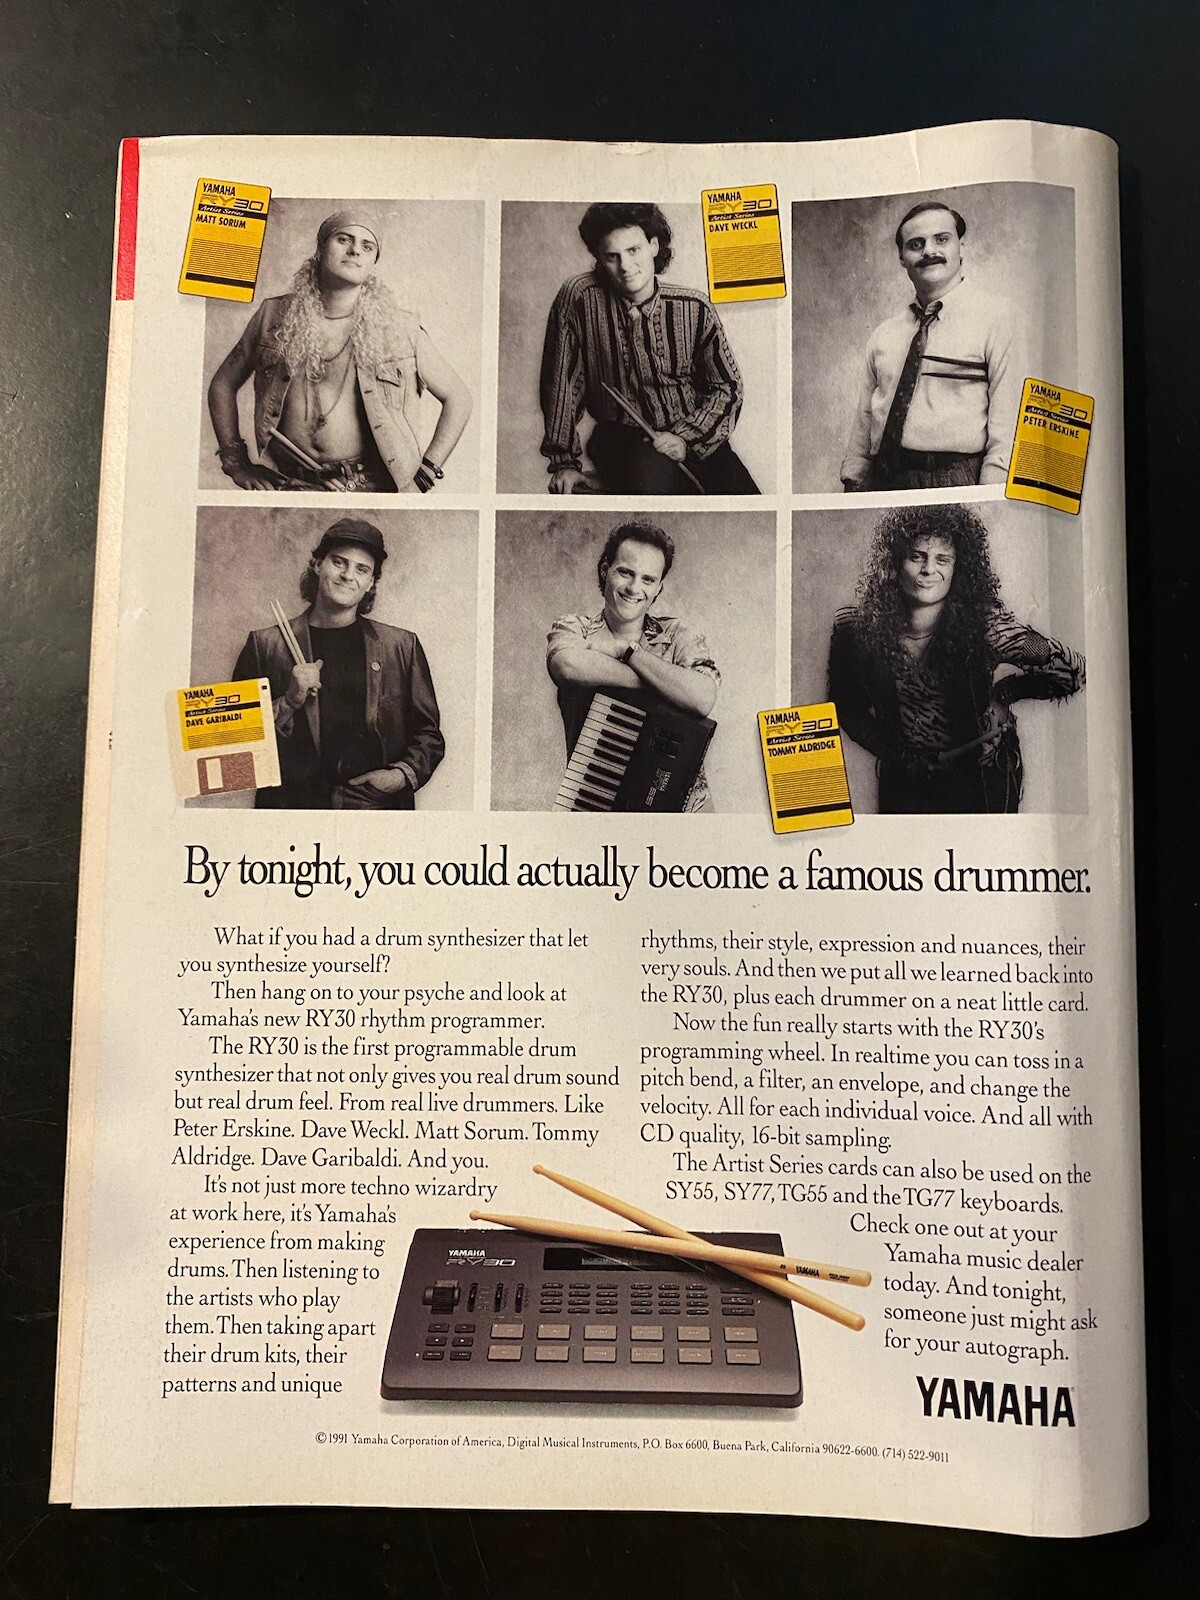 YAMAHA
RY30
Artist Series
MATT SORUM
YAMAHA
RY30
Artist Series
DAVE WECKL
YAMAHA
RY30
Artist Series
PETER ERSKINE
YAMAHA
RY30
Artist Series
DAVE GARIBALDI
YAMAHA
SY55
YAMAHA
RY30
Artist Series
TOMMY ALDRIDGE
By tonight, you could actually become a famous drummer.
What if you had a drum synthesizer that let
you synthesize yourself?
Then hang on to your psyche and look at
Yamaha's new RY30 rhythm programmer.
The RY30 is the first programmable drum
synthesizer that not only gives you real drum sound
but real drum feel. From real live drummers. Like
Peter Erskine. Dave Weckl. Matt Sorum. Tommy
Aldridge. Dave Garibaldi. And you.
It's not just more techno wizardry
at work here, it's Yamaha's
experience from making
drums. Then listening to
the artists who play
them. Then taking apart
their drum kits, their
patterns and unique
rhythms, their style, expression and nuances, their
very souls. And then we put all we learned back into
the RY30, plus each drummer on a neat little card.
Now the fun really starts with the RY30's
programming wheel. In realtime you can toss in a
pitch bend, a filter, an envelope, and change the
velocity. All for each individual voice. And all with
CD quality, 16-bit sampling.
The Artist Series cards can also be used on the
SY55, SY77, TG55 and the TG77 keyboards.
Check one out at your
Yamaha music dealer
today. And tonight,
someone just might ask
for your autograph.
YAMAHA
RY30
YAMAHA
YAMAHA
© 1991 Yamaha Corporation of America, Digital Musical Instruments, P.O. Box 6600, Buena Park, California 90622-6600. (714) 522-9011